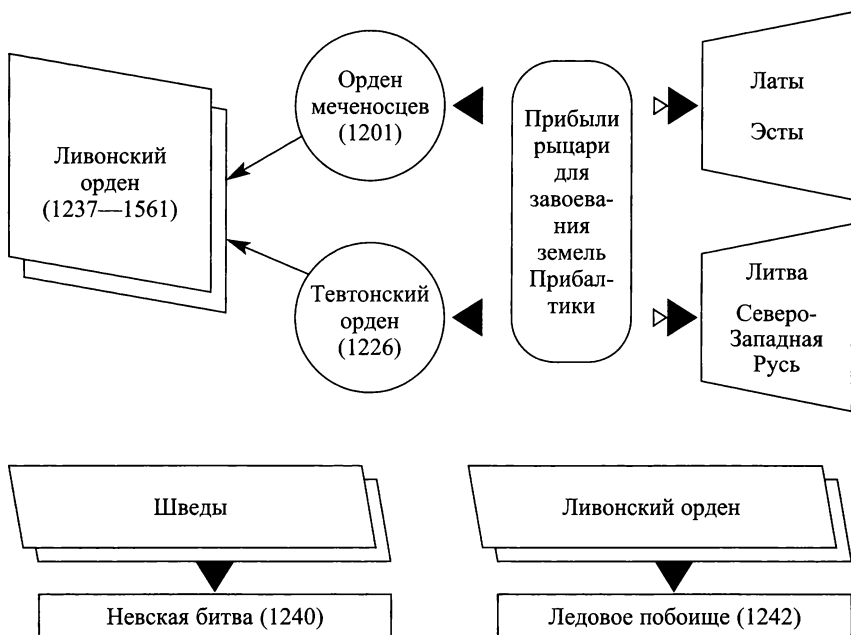 Ливонский
орден
(1237—1561)
Орден
меченосцев
(1201)
Тевтонский
орден
(1226)
Прибыли
рыцари
для
завоева-
ния
земель
Прибал-
тики
Латы
Эсты
Литва
Северо-
Западная
Русь
Шведы
Невская битва (1240)
Ливонский орден
Ледовое побоище (1242)